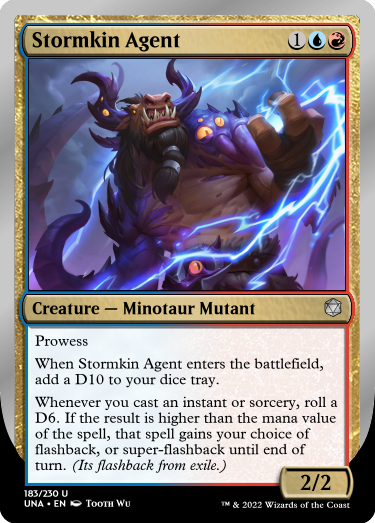 Stormkin Agent 1
Creature — Minotaur Mutant
Prowess
When Stormkin Agent enters the battlefield,
add a D10 to your dice tray.
Whenever you cast an instant or sorcery, roll a
D6. If the result is higher than the mana value
of the spell, that spell gains your choice of
flashback, or super-flashback until end of
turn. (Its flashback from exile.)
2/2
183/230 U
UNA • EN Tooth Wu
™ & 2022 Wizards of the Coast